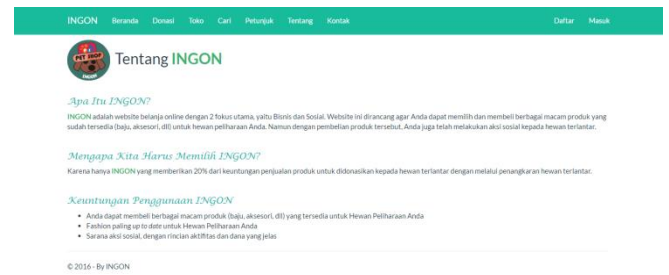 INGON Beranda Donasi Toko Cari Petunjuk Tentang Kontak Daftar Masuk
PET SHOP
INGON
Tentang INGON
Apa Itu INGON?
INGON adalah website belanja online dengan 2 fokus utama, yaitu Bisnis dan Sosial. Website ini dirancang agar Anda dapat memilih dan membeli berbagai macam produk yang
sudah tersedia (baju, aksesori, dll) untuk hewan peliharaan Anda. Namun dengan pembelian produk tersebut, Anda juga telah melakukan aksi sosial kepada hewan terlantar.
Mengapa Kita Harus Memilih INGON?
Karena hanya INGON yang memberikan 20% dari keuntungan penjualan produk untuk didonasikan kepada hewan terlantar dengan melalui penangkaran hewan terlantar.
Keuntungan Penggunaan INGON
• Anda dapat membeli berbagai macam produk (baju, aksesori, dll) yang tersedia untuk Hewan Peliharaan Anda
• Fashion paling up to date untuk Hewan Peliharaan Anda
• Sarana aksi sosial, dengan rincian aktifitas dan dana yang jelas
© 2016 - By INGON